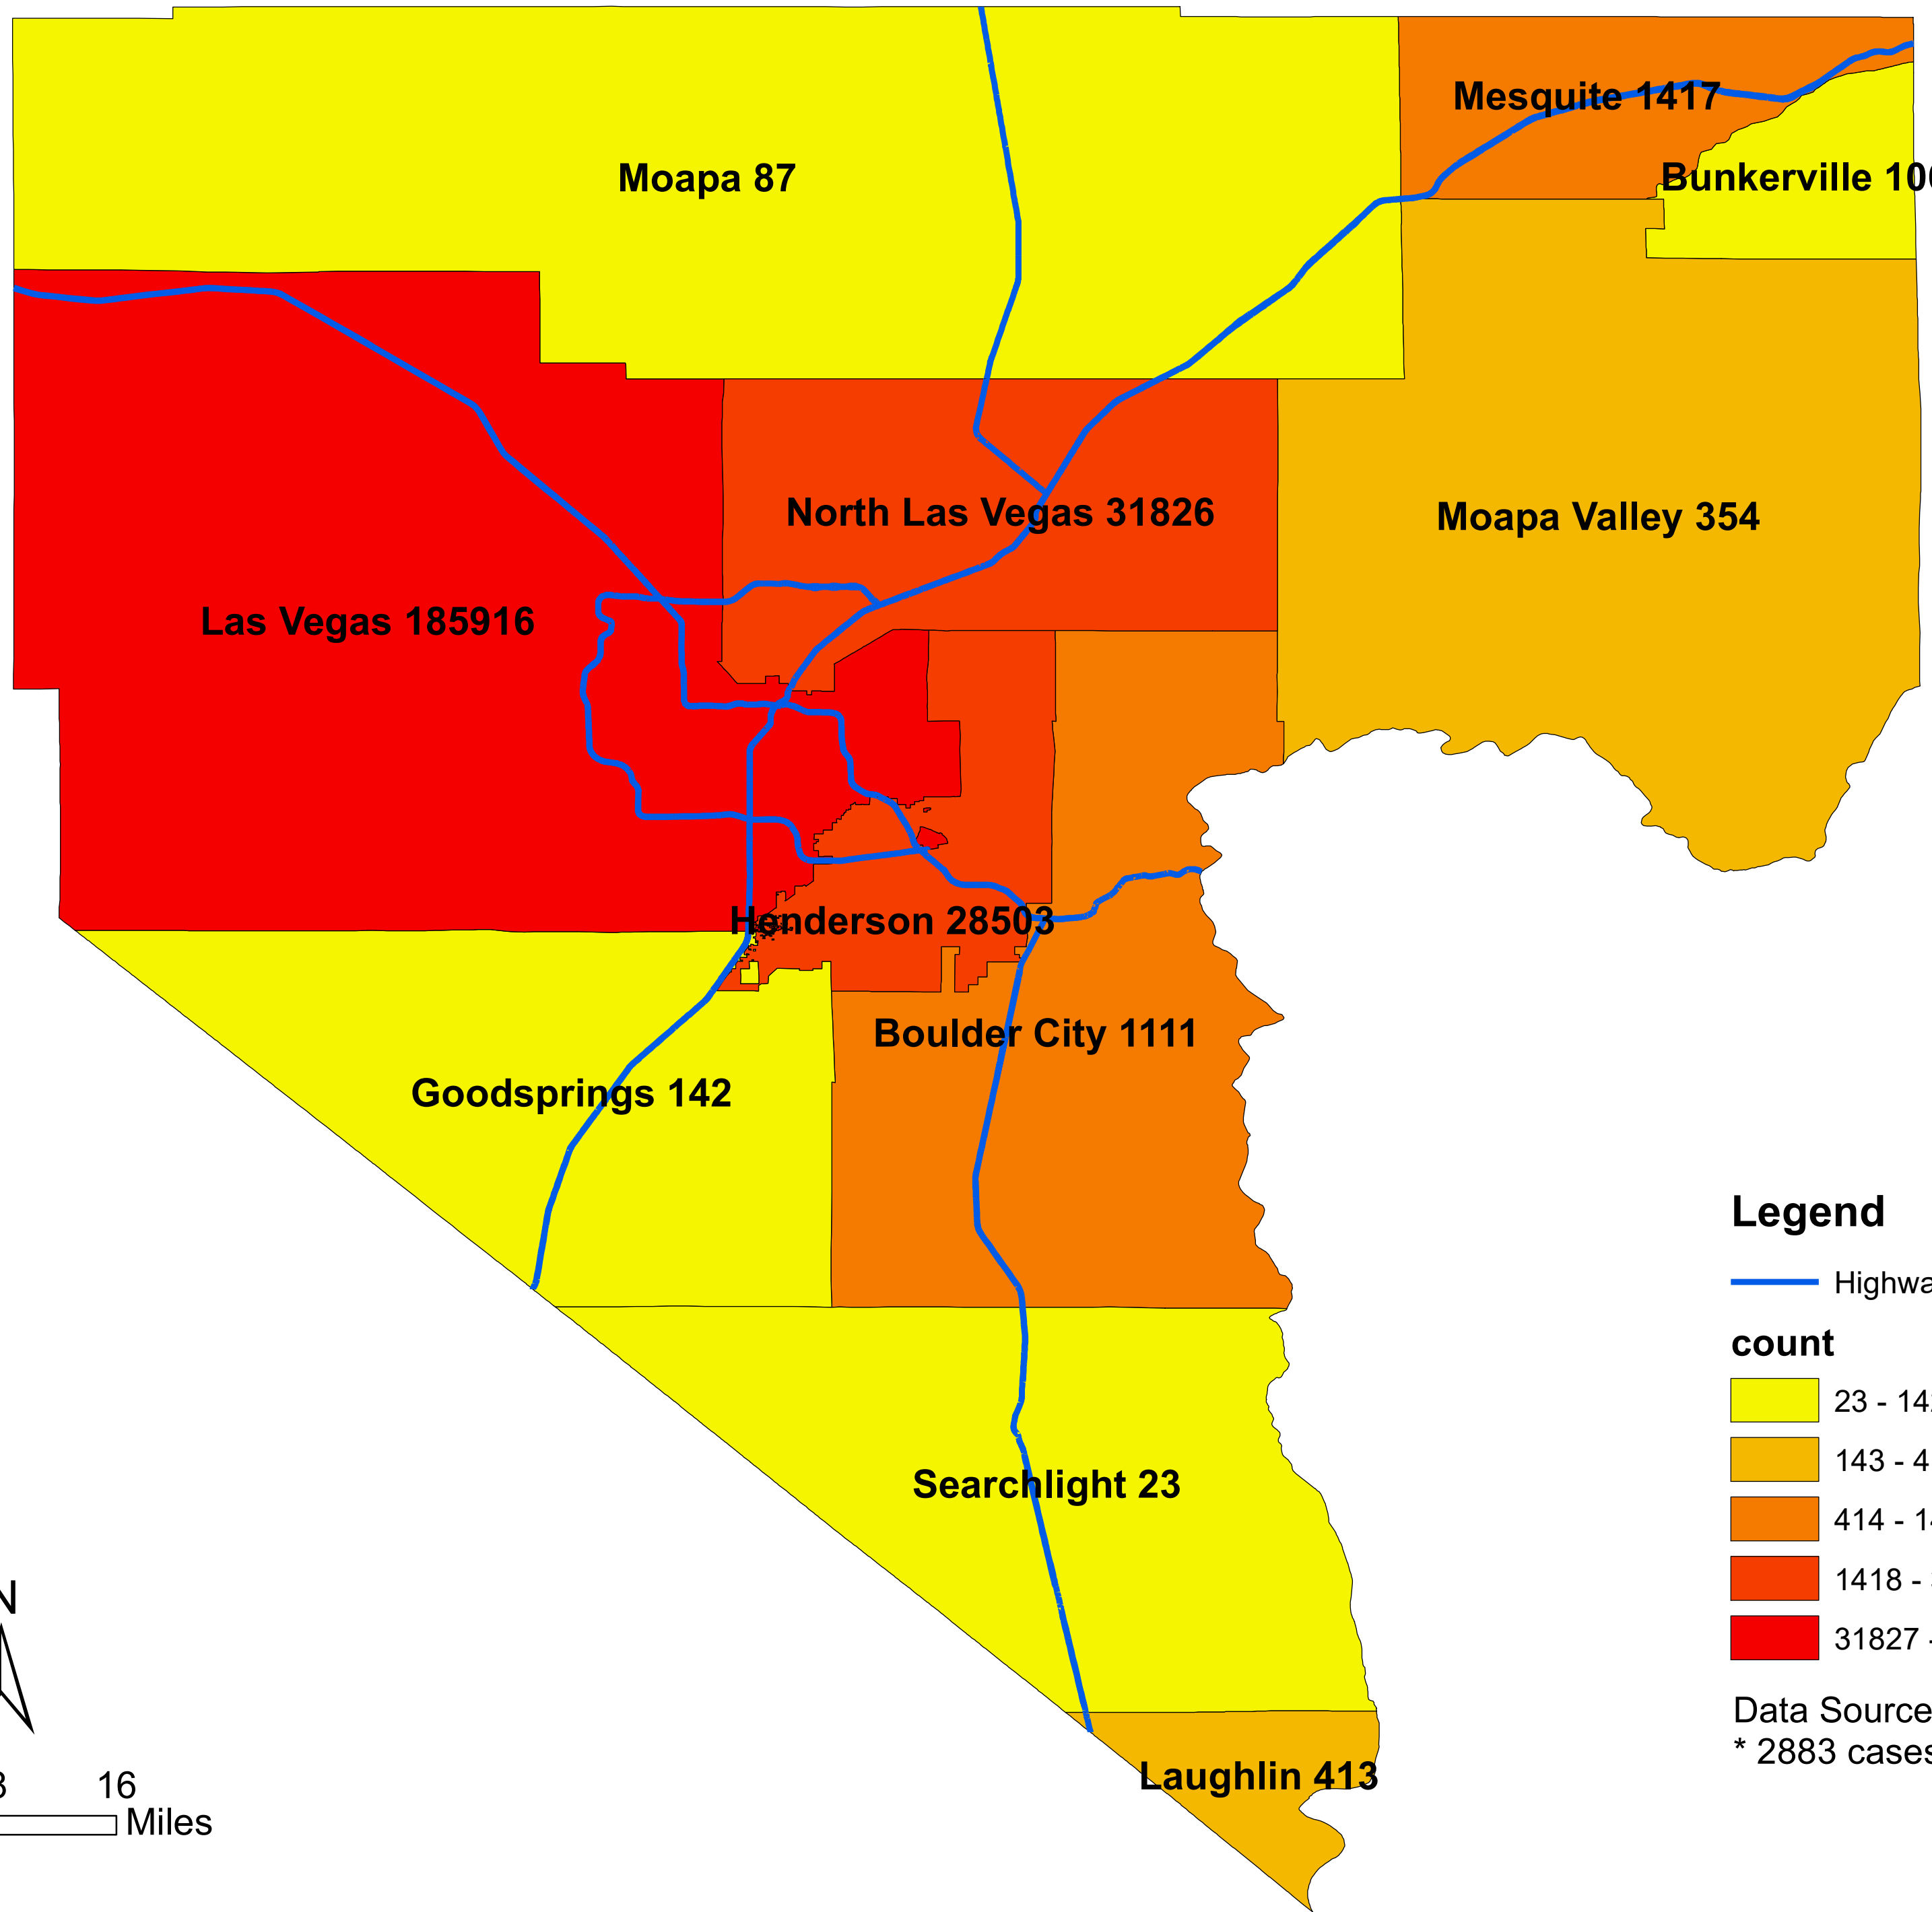 Mesquite 1417
Moapa 87
Bunkerville 10
North Las Vegas 31826
Moapa Valley 354
Las Vegas 185916
Henderson 28503
Boulder City 1111
Goodsprings 142
Searchlight 23
Laughlin 413
Legend
count
23 - 14
143 - 4
414 - 1
1418 -
31827 -
Data Source
* 2883 cases
N
16
Miles